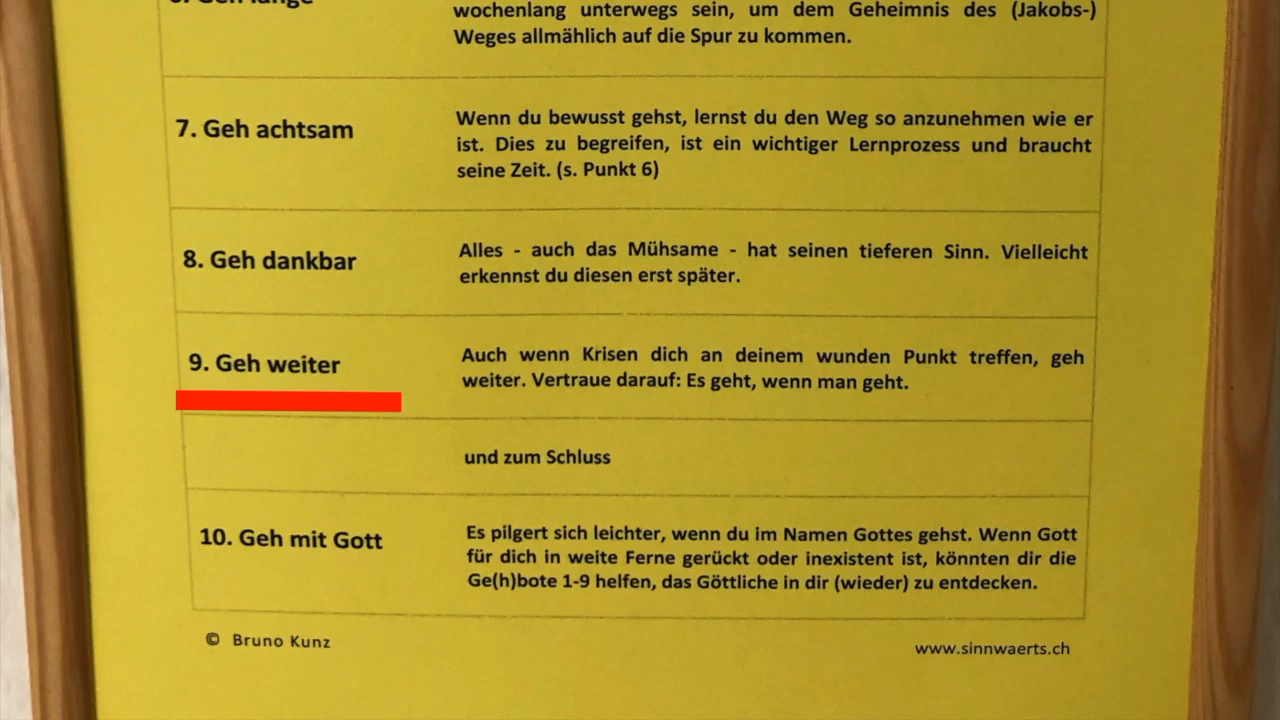 wochenlang unterwegs sein, um dem Geheimnis des (Jakobs-)
Weges allmählich auf die Spur zu kommen.
7. Geh achtsam
Wenn du bewusst gehst, lernst du den Weg so anzunehmen wie er
ist. Dies zu begreifen, ist ein wichtiger Lernprozess und braucht
seine Zeit. (s. Punkt 6)
8. Geh dankbar
Alles - auch das Mühsame - hat seinen tieferen Sinn. Vielleicht
erkennst du diesen erst später.
9. Geh weiter
Auch wenn Krisen dich an deinem wunden Punkt treffen, geh
weiter. Vertraue darauf: Es geht, wenn man geht.
und zum Schluss
10. Geh mit Gott
Es pilgert sich leichter, wenn du im Namen Gottes gehst. Wenn Gott
für dich in weite Ferne gerückt oder inexistent ist, könnten dir die
Ge(h)bote 1-9 helfen, das Göttliche in dir (wieder) zu entdecken.
© Bruno Kunz
www.sinnwaerts.ch